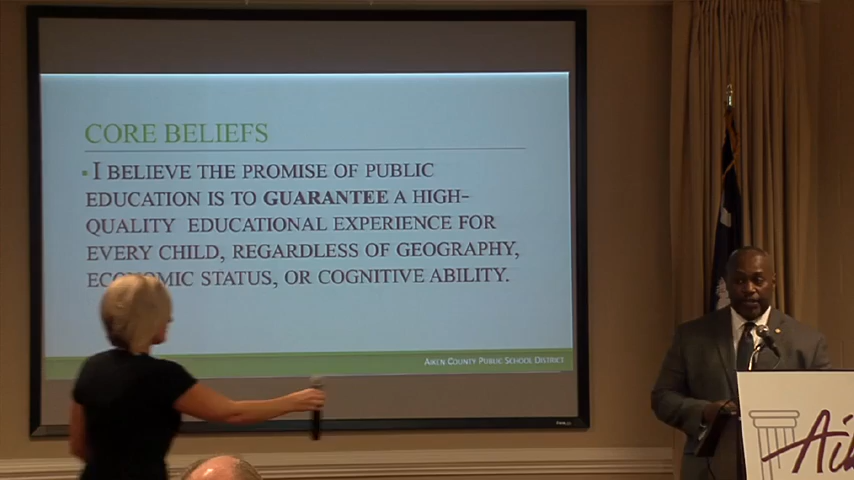 CORE BELIEFS
▪ I BELIEVE THE PROMISE OF PUBLIC
EDUCATION IS TO GUARANTEE A HIGH-
QUALITY EDUCATIONAL EXPERIENCE FOR
EVERY CHILD, REGARDLESS OF GEOGRAPHY,
ECONOMIC STATUS, OR COGNITIVE ABILITY.
AIKEN COUNTY PUBLIC SCHOOL DISTRICT
Aik